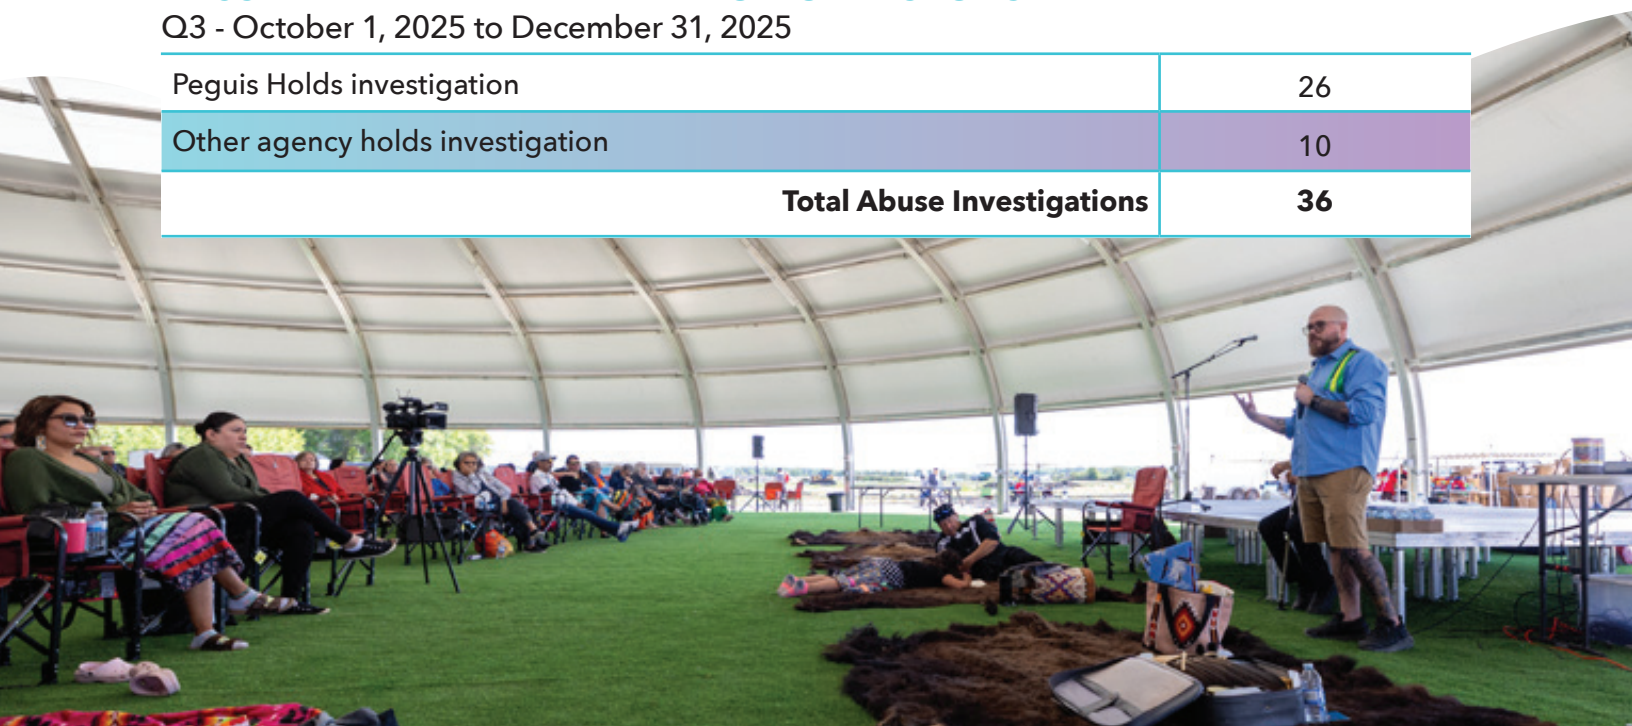 Q3 - October 1, 2025 to December 31, 2025
Peguis Holds investigation 26
Other agency holds investigation 10
Total Abuse Investigations 36